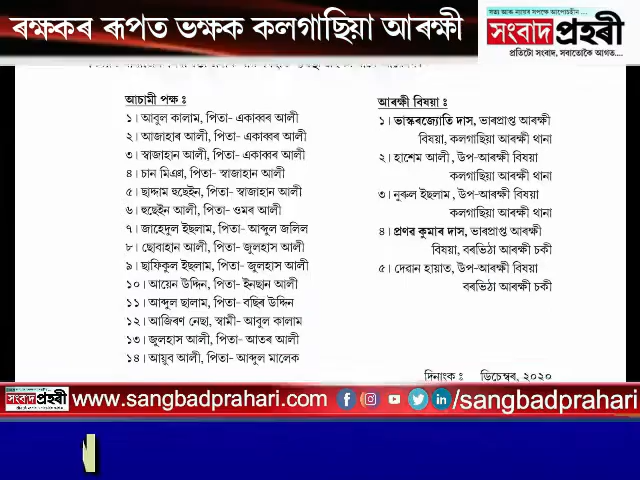 ৰক্ষকৰ ৰূপত ভক্ষক কলগাছিয়া আৰক্ষী
সংবাদ প্ৰহৰী
প্ৰতিটো সংবাদ, সবাতোকৈ আগত...
আচামী পক্ষ ঃ
১। আবুল কালাম, পিতা- একাব্বৰ আলী
২। আজাহাৰ আলী, পিতা- একাব্বৰ আলী
৩। স্বাজাহান আলী, পিতা- একাব্বৰ আলী
৪। চান মিঞা, পিতা- স্বাজাহান আলী
৫। ছাদ্দাম হুছেইন, পিতা- স্বাজাহান আলী
৬। হুছেইন আলী, পিতা- ওমৰ আলী
৭। জাহেদুল ইছলাম, পিতা- আব্দুল জলিল
৮। ছোবাহান আলী, পিতা- জুলহাস আলী
৯। ছাফিকুল ইছলাম, পিতা- জুলহাস আলী
১০। আয়েন উদ্দিন, পিতা- ইনছান আলী
১১। আব্দুল ছালাম, পিতা- বছিৰ উদ্দিন
১২। আজিৰণ নেছা, স্বামী- আবুল কালাম
১৩। জুলহাস আলী, পিতা- আতৰ আলী
১৪। আয়ুব আলী, পিতা- আব্দুল মালেক
আৰক্ষী বিষয়া ঃ
১। ভাস্কৰজ্যোতি দাস, ভাৰপ্ৰাপ্ত আৰক্ষী
বিষয়া, কলগাছিয়া আৰক্ষী থানা
২। হাশেম আলী, উপ-আৰক্ষী বিষয়া
কলগাছিয়া আৰক্ষী থানা
৩। নুৰুল ইছলাম, উপ-আৰক্ষী বিষয়া
কলগাছিয়া আৰক্ষী থানা
৪। প্ৰণৱ কুমাৰ দাস, ভাৰপ্ৰাপ্ত আৰক্ষী
বিষয়া, বৰভিঠা আৰক্ষী চকী
৫। দেৱান হায়াত, উপ-আৰক্ষী বিষয়া
বৰভিঠা আৰক্ষী চকী
দিনাংক ঃ ডিচেম্বৰ, ২০২০
সংবাদ প্ৰহৰী www.sangbadprahari.com /sangbadprahari